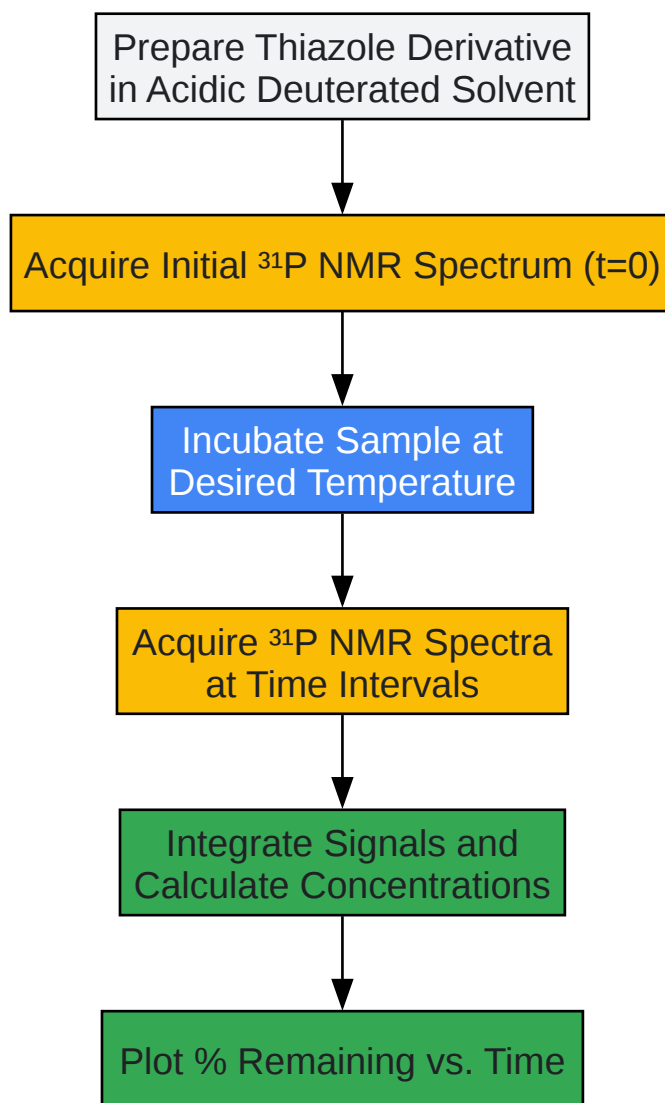 Prepare Thiazole Derivative
in Acidic Deuterated Solvent
Acquire Initial ³¹P NMR Spectrum (t=0)
Incubate Sample at
Desired Temperature
Acquire ³¹P NMR Spectra
at Time Intervals
Integrate Signals and
Calculate Concentrations
Plot % Remaining vs. Time